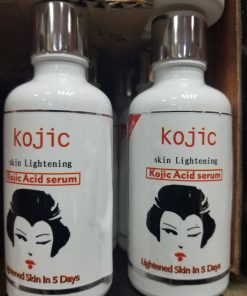 kojic
skin Lightening
Kojic Acid serum
Lightened Skin In 5 Days
kojic
skin Lightening
Kojic Acid serum
Lightened Skin In 5 Days